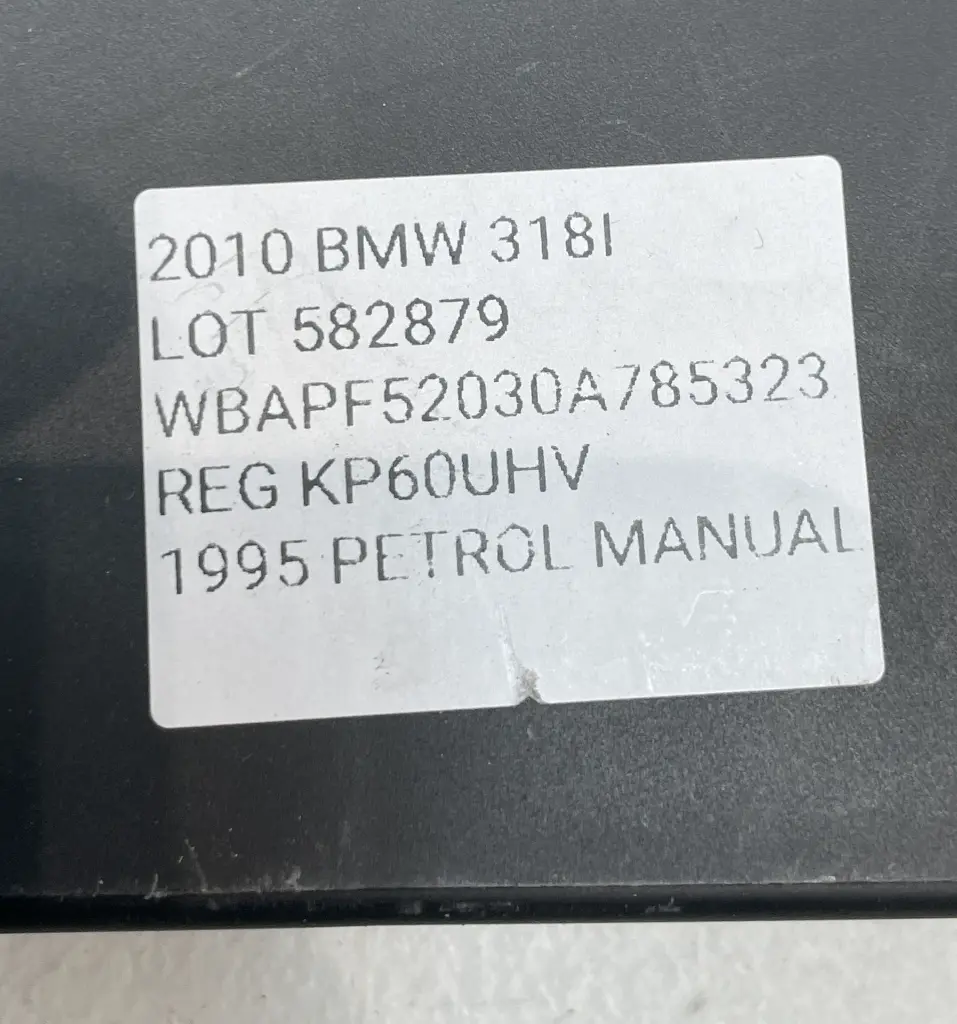 2010 BMW 318I
LOT 582879
WBAPF52030A785323
REG KP60UHV
1995 PETROL MANUAL